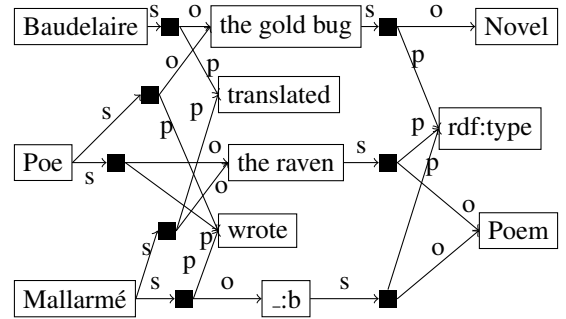 s o s o
Baudelaire the gold bug Novel
p p
o
s translated
p
p p rdf:type
Poe o the raven s p
s o
o
s wrote Poem
p
p o
Mallarmé s o _:b s